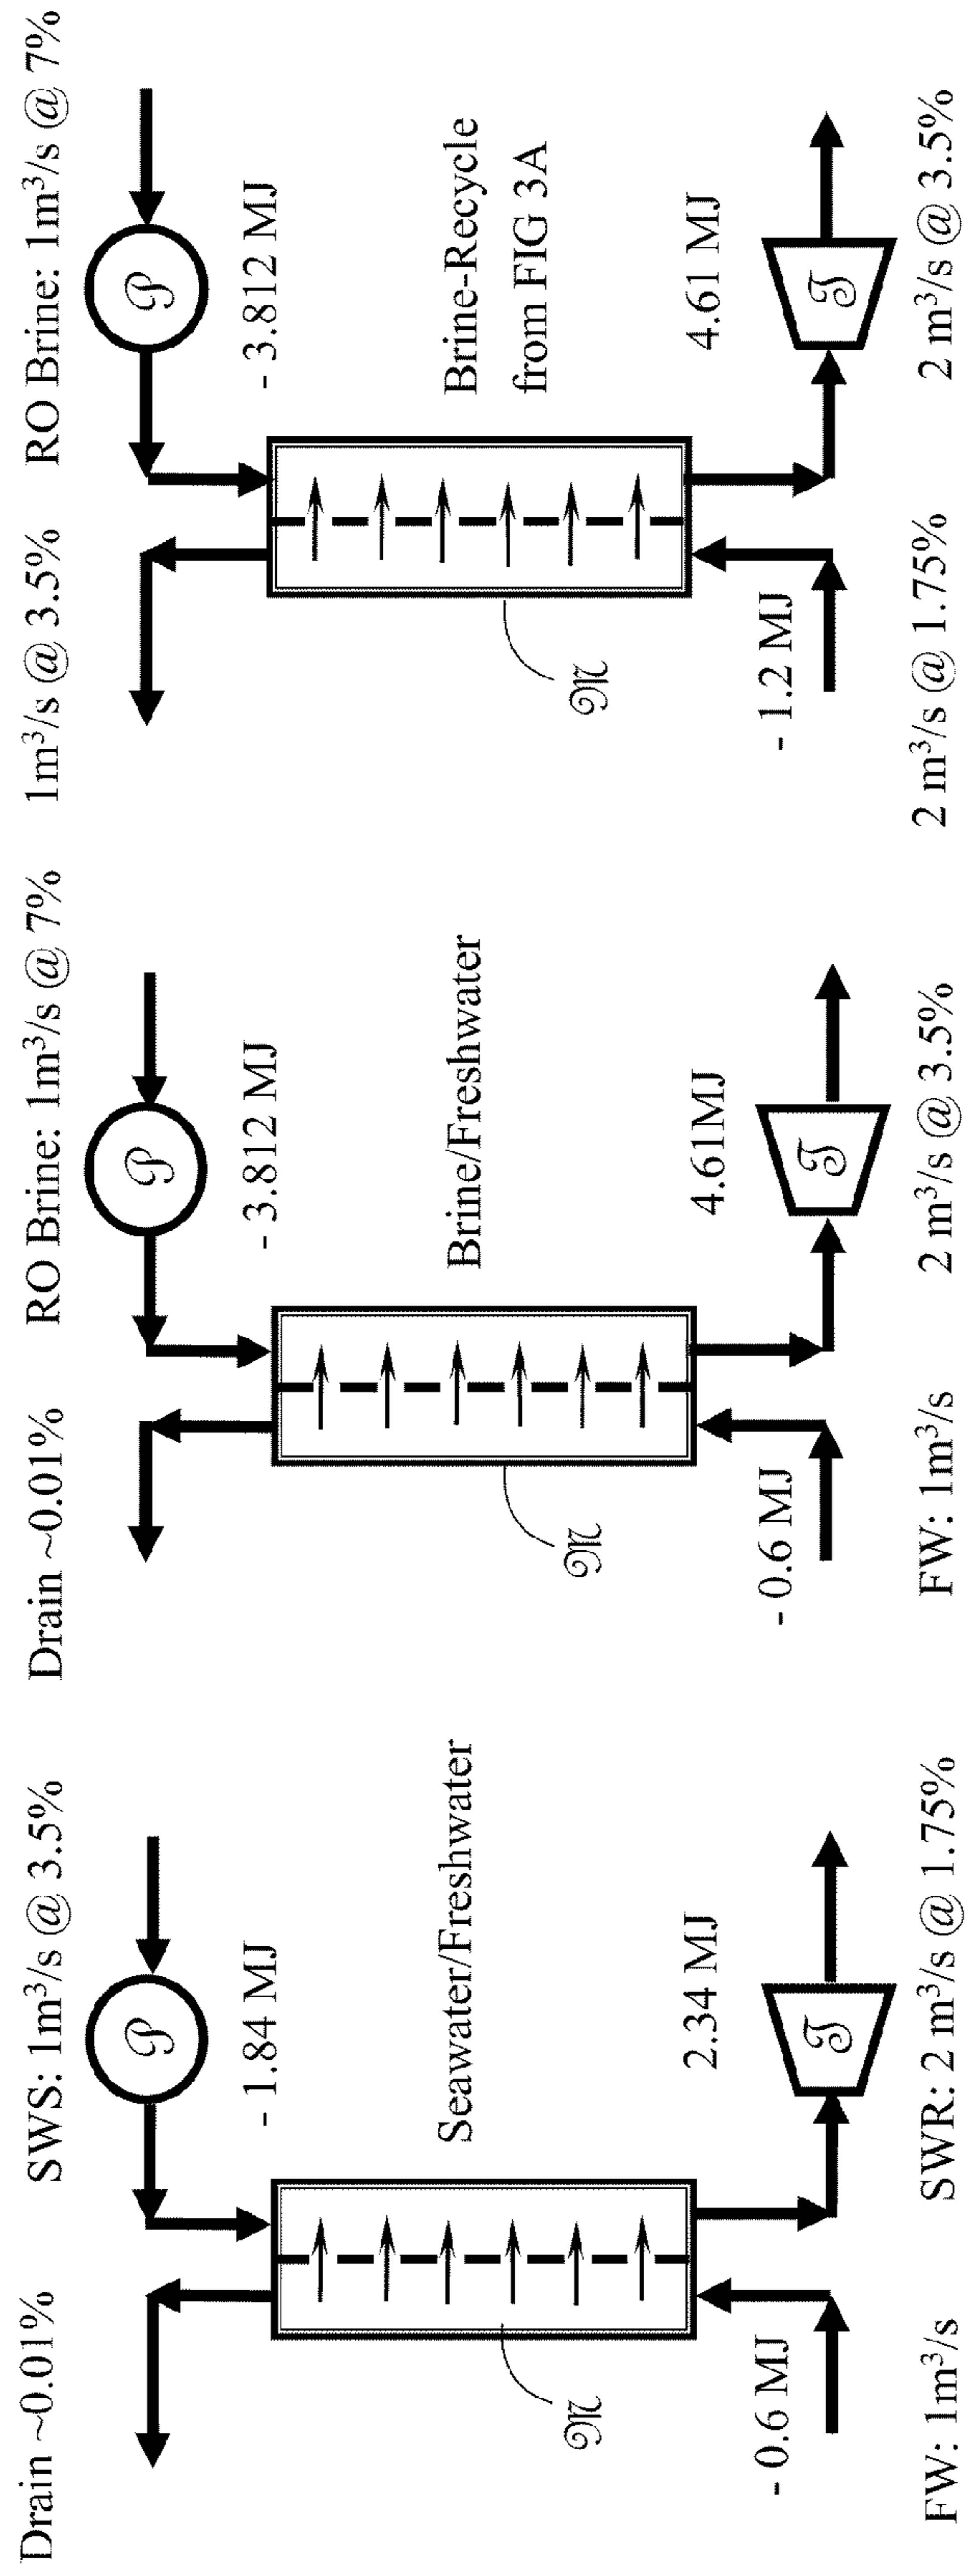 Drain ~0.01%
SWS: 1m³/s @ 3.5%
𝒫
- 1.84 MJ
Seawater/Freshwater
ℳ
- 0.6 MJ
2.34 MJ
𝒯
FW: 1m³/s
SWR: 2 m³/s @ 1.75%
Drain ~0.01%
RO Brine: 1m³/s @ 7%
𝒫
- 3.812 MJ
Brine/Freshwater
ℳ
- 0.6 MJ
4.61MJ
𝒯
FW: 1m³/s
2 m³/s @ 3.5%
1m³/s @ 3.5%
RO Brine: 1m³/s @ 7%
𝒫
- 3.812 MJ
Brine-Recycle
from FIG 3A
ℳ
- 1.2 MJ
4.61 MJ
𝒯
2 m³/s @ 1.75%
2 m³/s @ 3.5%